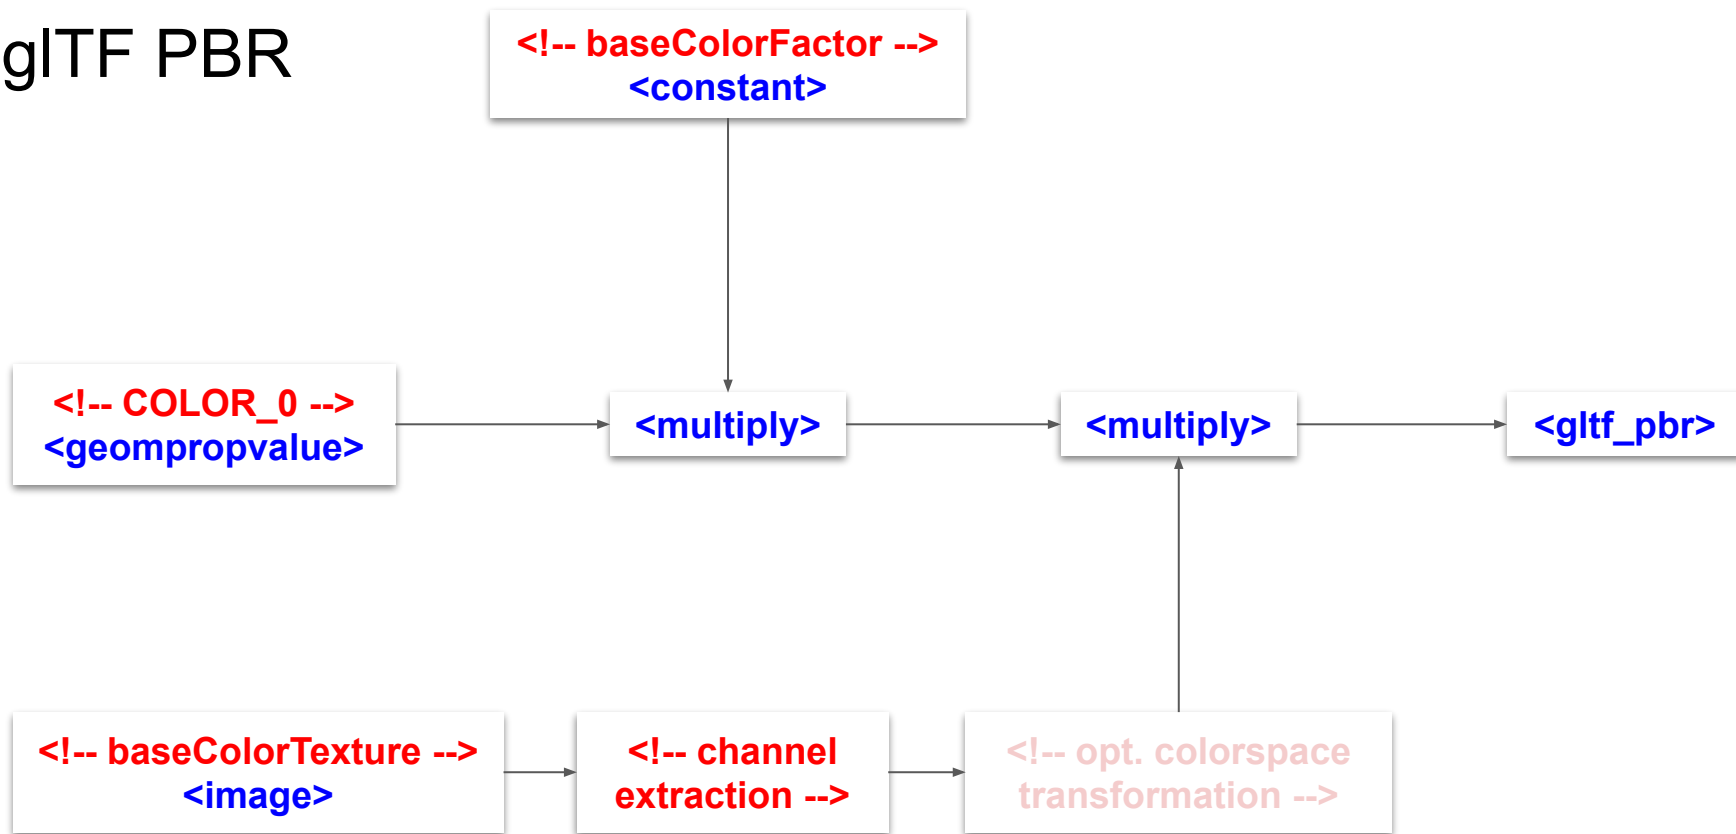 glTF PBR
<!-- baseColorFactor -->
<constant>
<!-- COLOR_0 -->
<geompropvalue>
<multiply>
<multiply>
<gltf_pbr>
<!-- baseColorTexture -->
<image>
<!-- channel
extraction -->
<!-- opt. colorspace
transformation -->